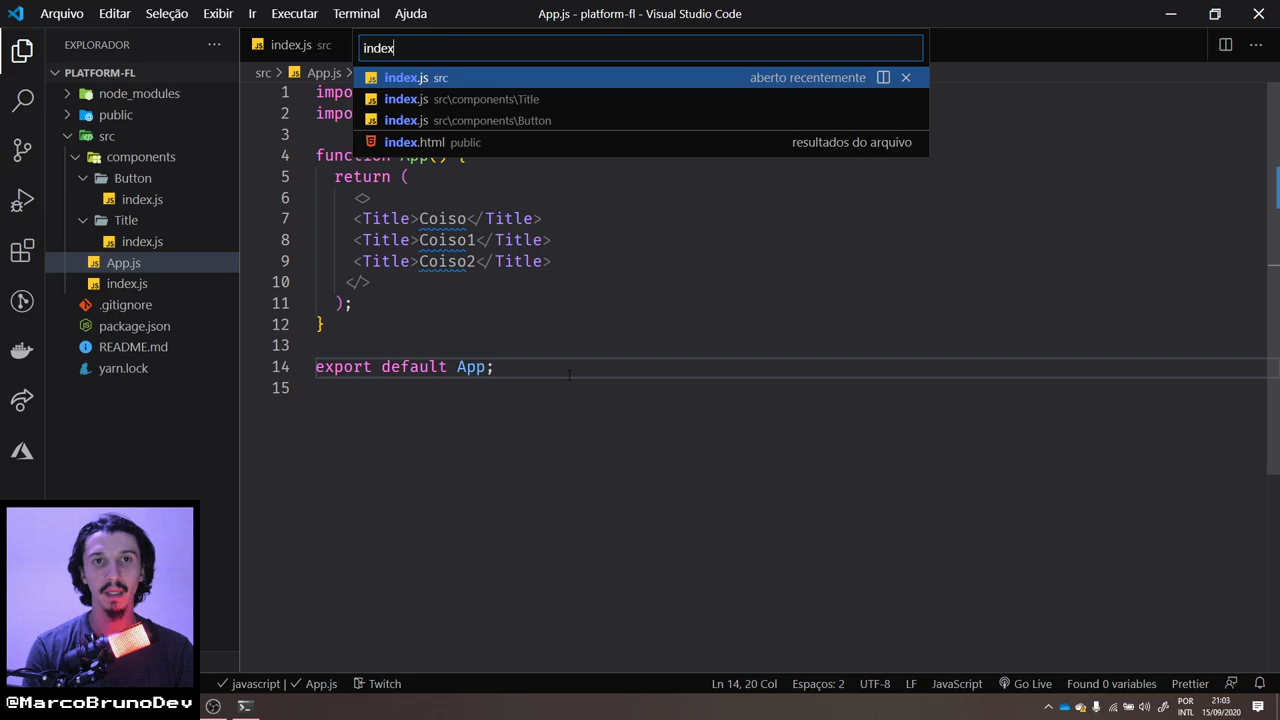 Arquivo Editar Seleção Exibir Ir Executar Terminal Ajuda App.js - platform-fl - Visual Studio Code
EXPLORADOR
PLATFORM-FL
node_modules
public
src
components
Button
index.js
Title
index.js
App.js
index.js
.gitignore
package.json
README.md
yarn.lock
index.js src
src App.js
index
index.js src aberto recentemente
index.js src\components\Title
index.js src\components\Button
index.html public resultados do arquivo
1 impo
2 impo
3
4 function App() {
5 return (
6 <>
7 <Title>Coiso</Title>
8 <Title>Coiso1</Title>
9 <Title>Coiso2</Title>
10 </>
11 );
12 }
13
14 export default App;
15
@MarcoBrunoDev
javascript App.js Twitch Ln 14, 20 Col Espaços: 2 UTF-8 LF JavaScript Go Live Found 0 variables Prettier
POR
INTL
21:03
15/09/2020